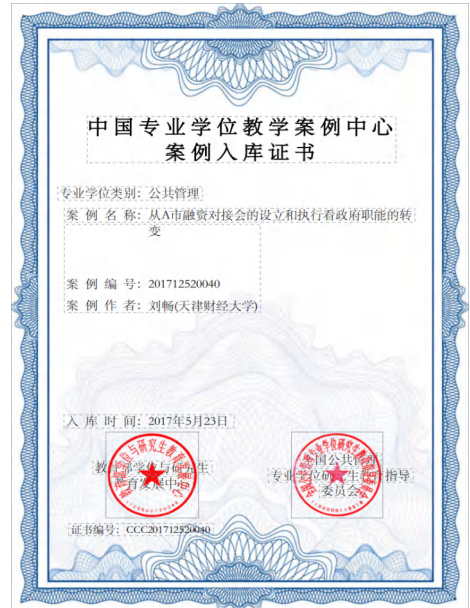 中国专业学位教学案例中心
案例入库证书
专业学位类别: 公共管理
案 例 名 称: 从A市融资对接会的设立和执行看政府职能的转
变
案 例 编 号: 201712520040
案 例 作 者: 刘畅(天津财经大学)
入 库 时 间: 2017年5月23日
教育部学位与研究生
教育发展中心
全国公共管理
专业学位研究生教育指导
委员会
证书编号: CCC201712520040